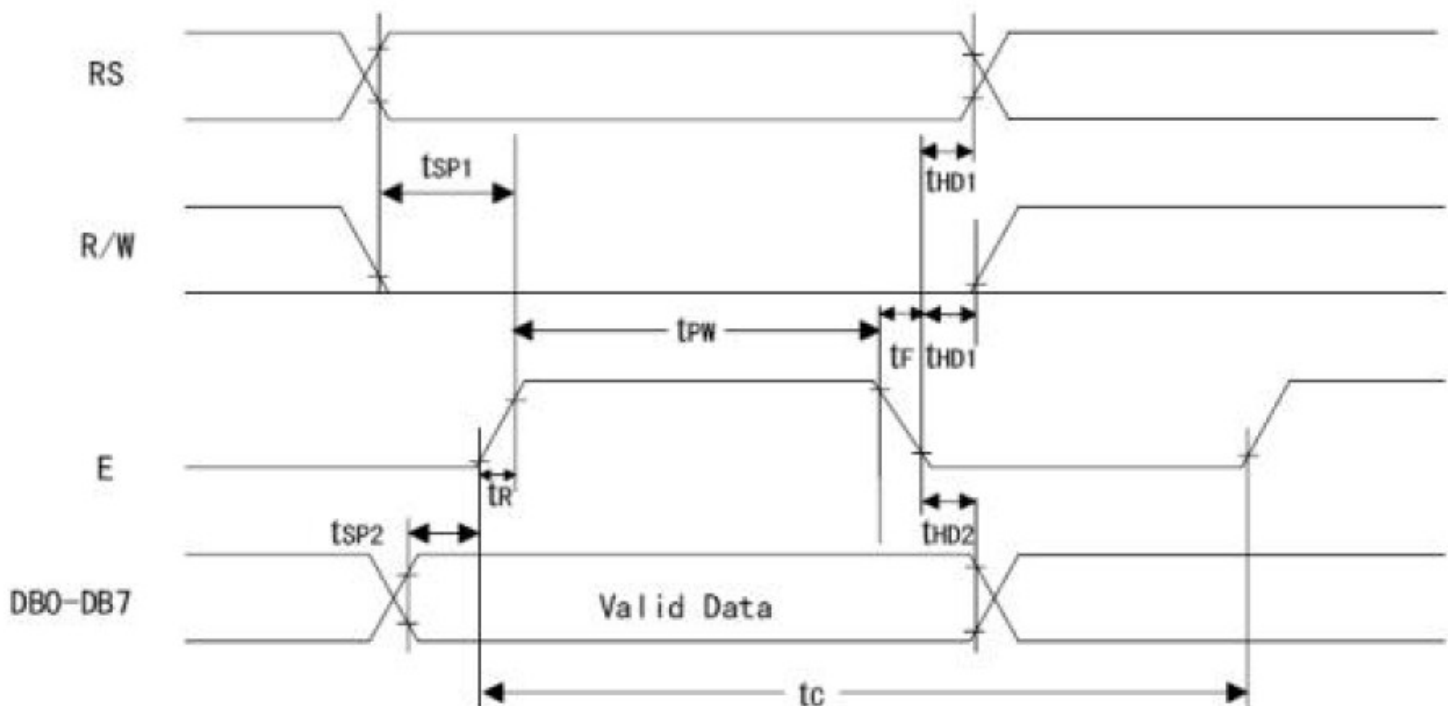 RS
tSP1
tHD1
R/W
tPW
tF
tHD1
E
tR
tSP2
tHD2
DB0-DB7
Valid Data
tC